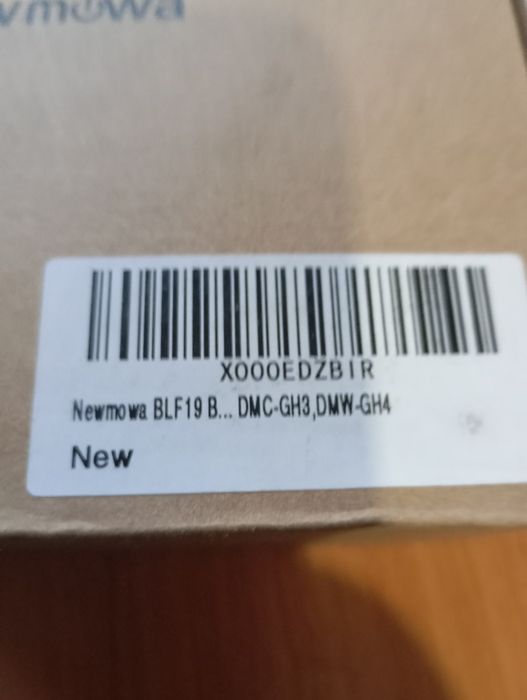 wmowa
X000EDZBIR
Newmowa BLF19 B... DMC-GH3,DMW-GH4
New